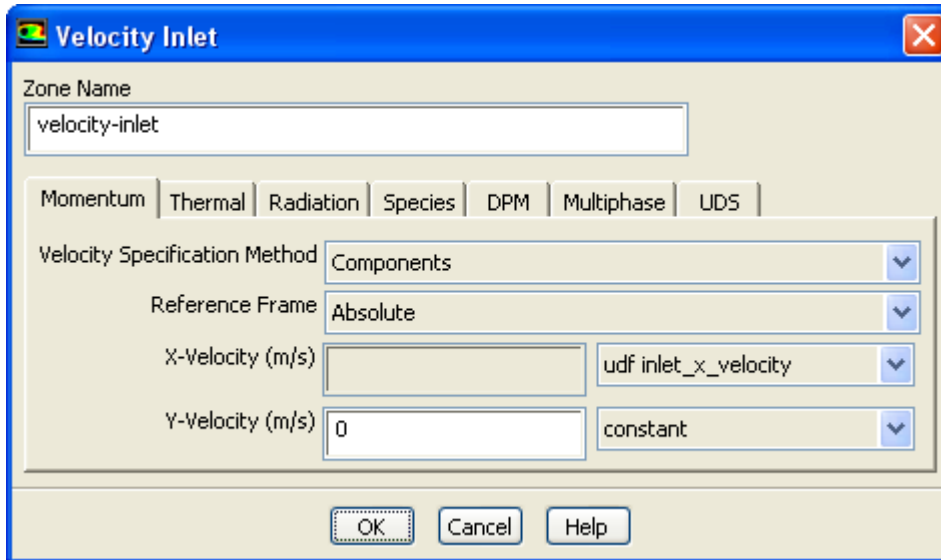 Velocity Inlet
Zone Name
velocity-inlet
Momentum Thermal Radiation Species DPM Multiphase UDS
Velocity Specification Method Components
Reference Frame Absolute
X-Velocity (m/s) udf inlet_x_velocity
Y-Velocity (m/s) 0 constant
OK Cancel Help